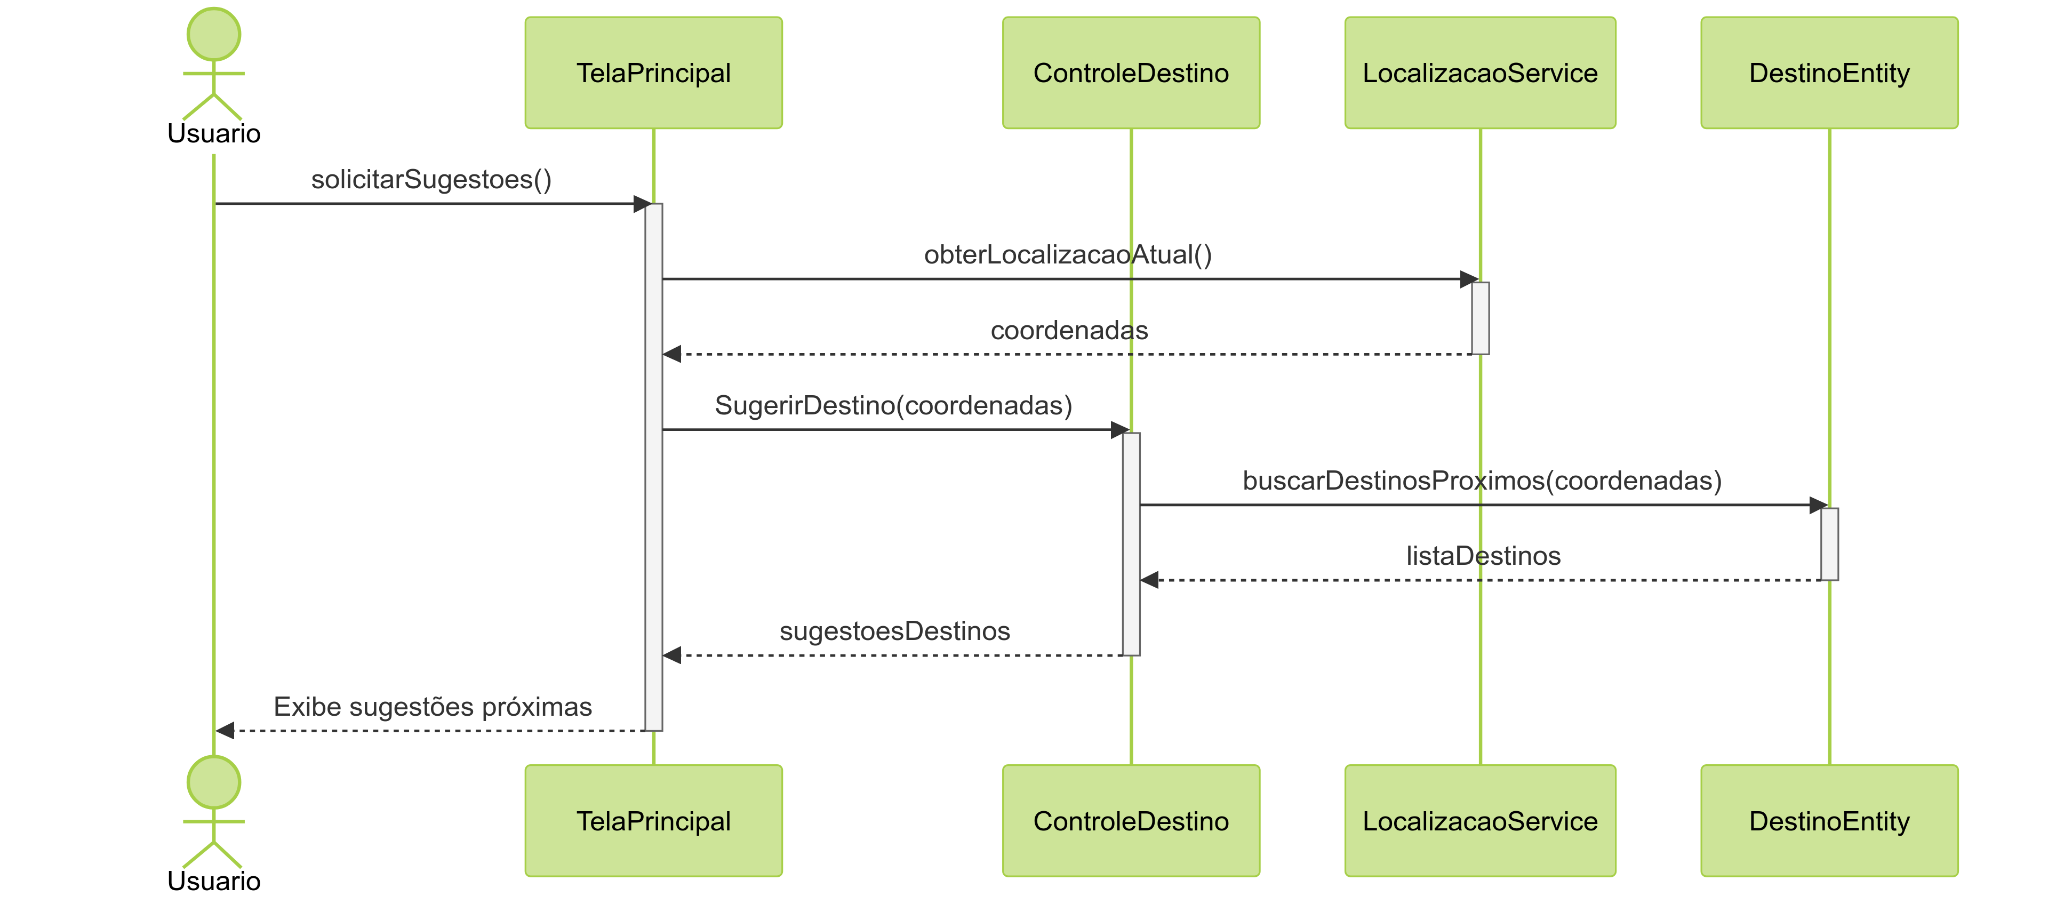 Usuario
TelaPrincipal
ControleDestino
LocalizacaoService
DestinoEntity
solicitarSugestoes()
obterLocalizacaoAtual()
coordenadas
SugerirDestino(coordenadas)
buscarDestinosProximos(coordenadas)
listaDestinos
sugestoesDestinos
Exibe sugestões próximas
Usuario
TelaPrincipal
ControleDestino
LocalizacaoService
DestinoEntity